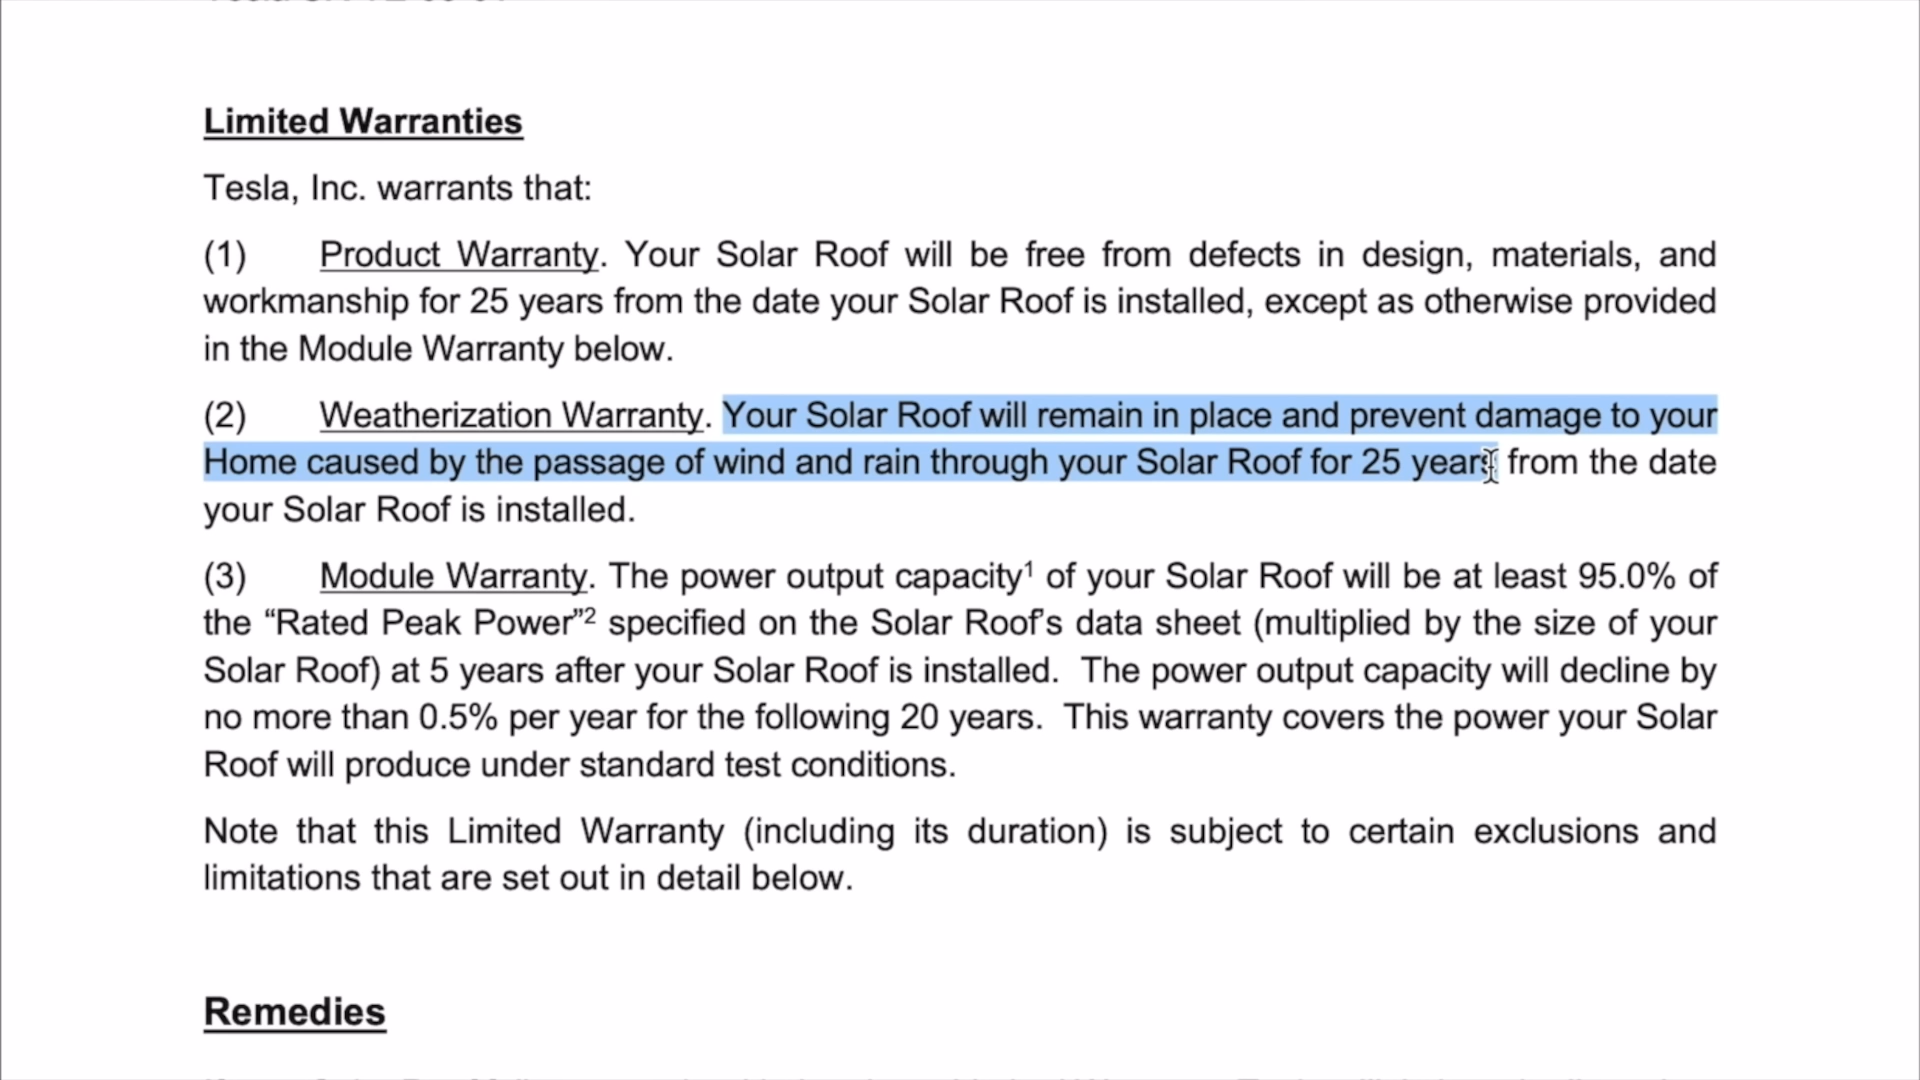 Limited Warranties
Tesla, Inc. warrants that:
(1) Product Warranty. Your Solar Roof will be free from defects in design, materials, and
workmanship for 25 years from the date your Solar Roof is installed, except as otherwise provided
in the Module Warranty below.
(2) Weatherization Warranty. Your Solar Roof will remain in place and prevent damage to your
Home caused by the passage of wind and rain through your Solar Roof for 25 years from the date
your Solar Roof is installed.
(3) Module Warranty. The power output capacity¹ of your Solar Roof will be at least 95.0% of
the “Rated Peak Power”² specified on the Solar Roof’s data sheet (multiplied by the size of your
Solar Roof) at 5 years after your Solar Roof is installed. The power output capacity will decline by
no more than 0.5% per year for the following 20 years. This warranty covers the power your Solar
Roof will produce under standard test conditions.
Note that this Limited Warranty (including its duration) is subject to certain exclusions and
limitations that are set out in detail below.
Remedies